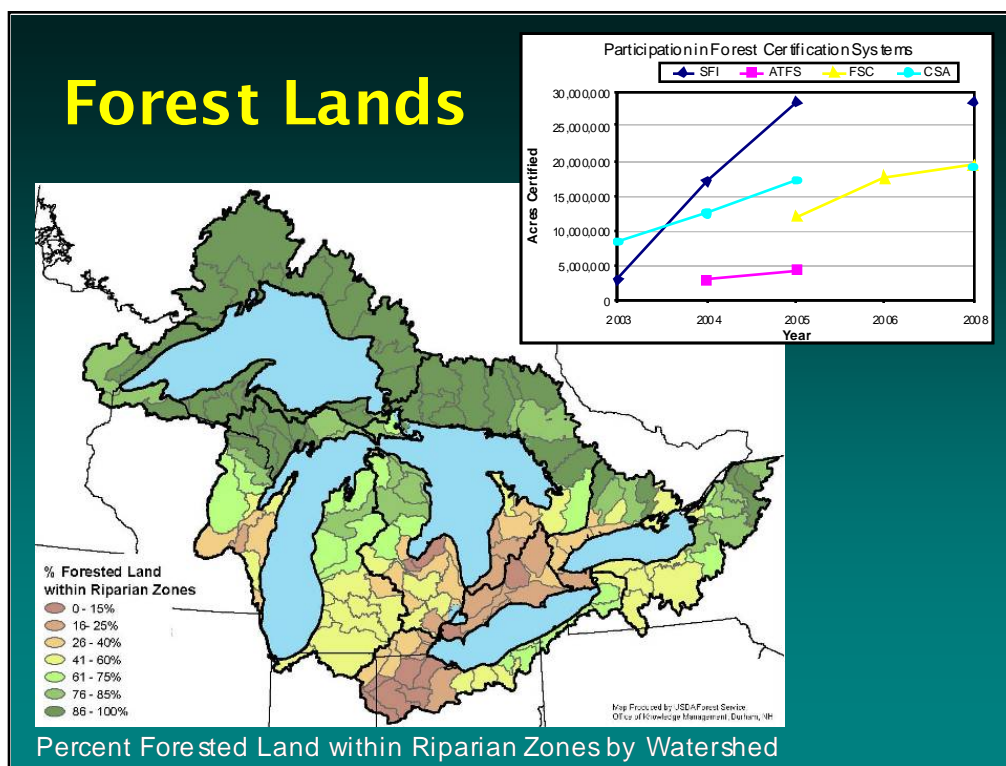 Forest Lands
Participation in Forest Certification Systems
SFI ATFS FSC CSA
Acres Certified
30,000,000
25,000,000
20,000,000
15,000,000
10,000,000
5,000,000
0
2003 2004 2005 2006 2008
Year
% Forested Land
within Riparian Zones
0 - 15%
16- 25%
26 - 40%
41 - 60%
61 - 75%
76 - 85%
86 - 100%
Map Produced by USDA Forest Service,
Office of Knowledge Management, Durham, NH
Percent Forested Land within Riparian Zones by Watershed